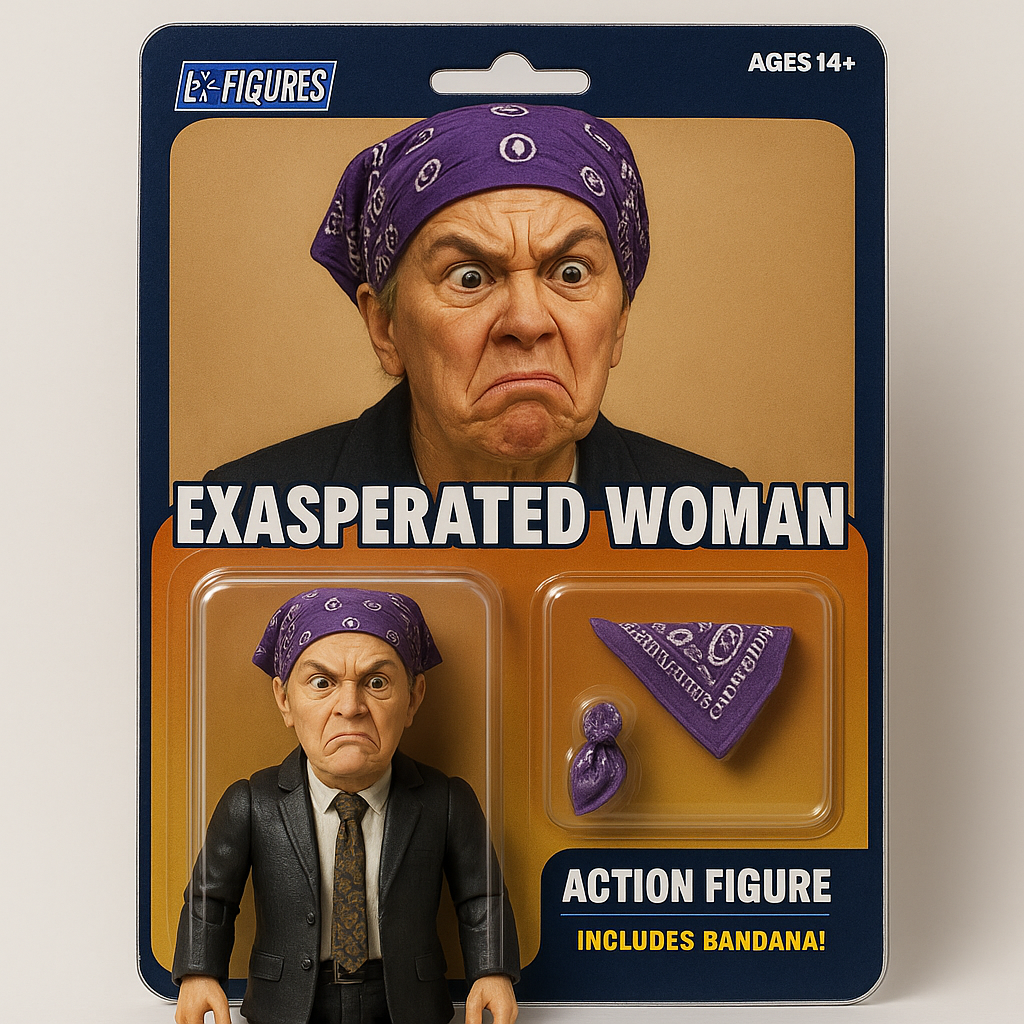 FIGURES
AGES 14+
EXASPERATED WOMAN
ACTION FIGURE
INCLUDES BANDANA!